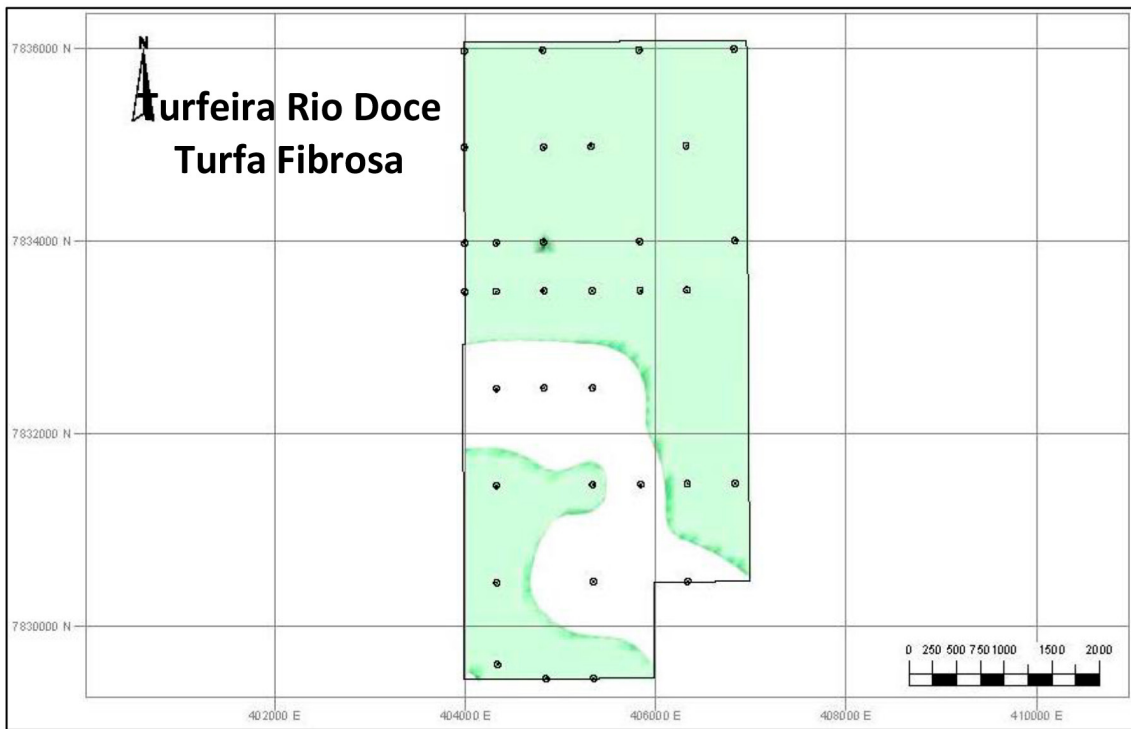 7836000 N
N
Turfeira Rio Doce
Turfa Fibrosa
7834000 N
7832000 N
7830000 N
0 250 500 750 1000 1500 2000
402000 E 404000 E 406000 E 408000 E 410000 E